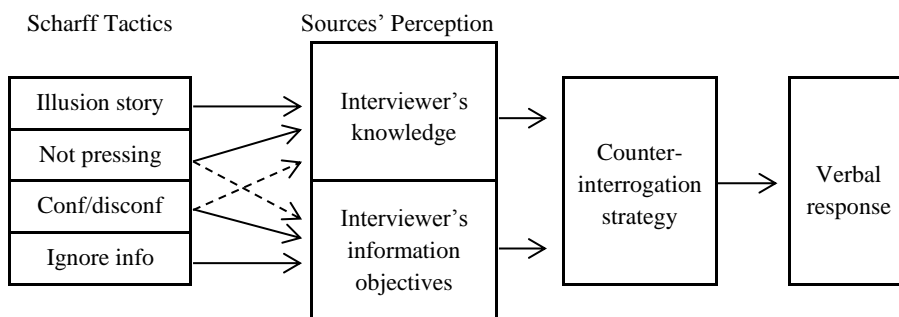 Scharff Tactics
Sources’ Perception
Illusion story
Not pressing
Conf/disconf
Ignore info
Interviewer’s
knowledge
Interviewer’s
information
objectives
Counter-
interrogation
strategy
Verbal
response